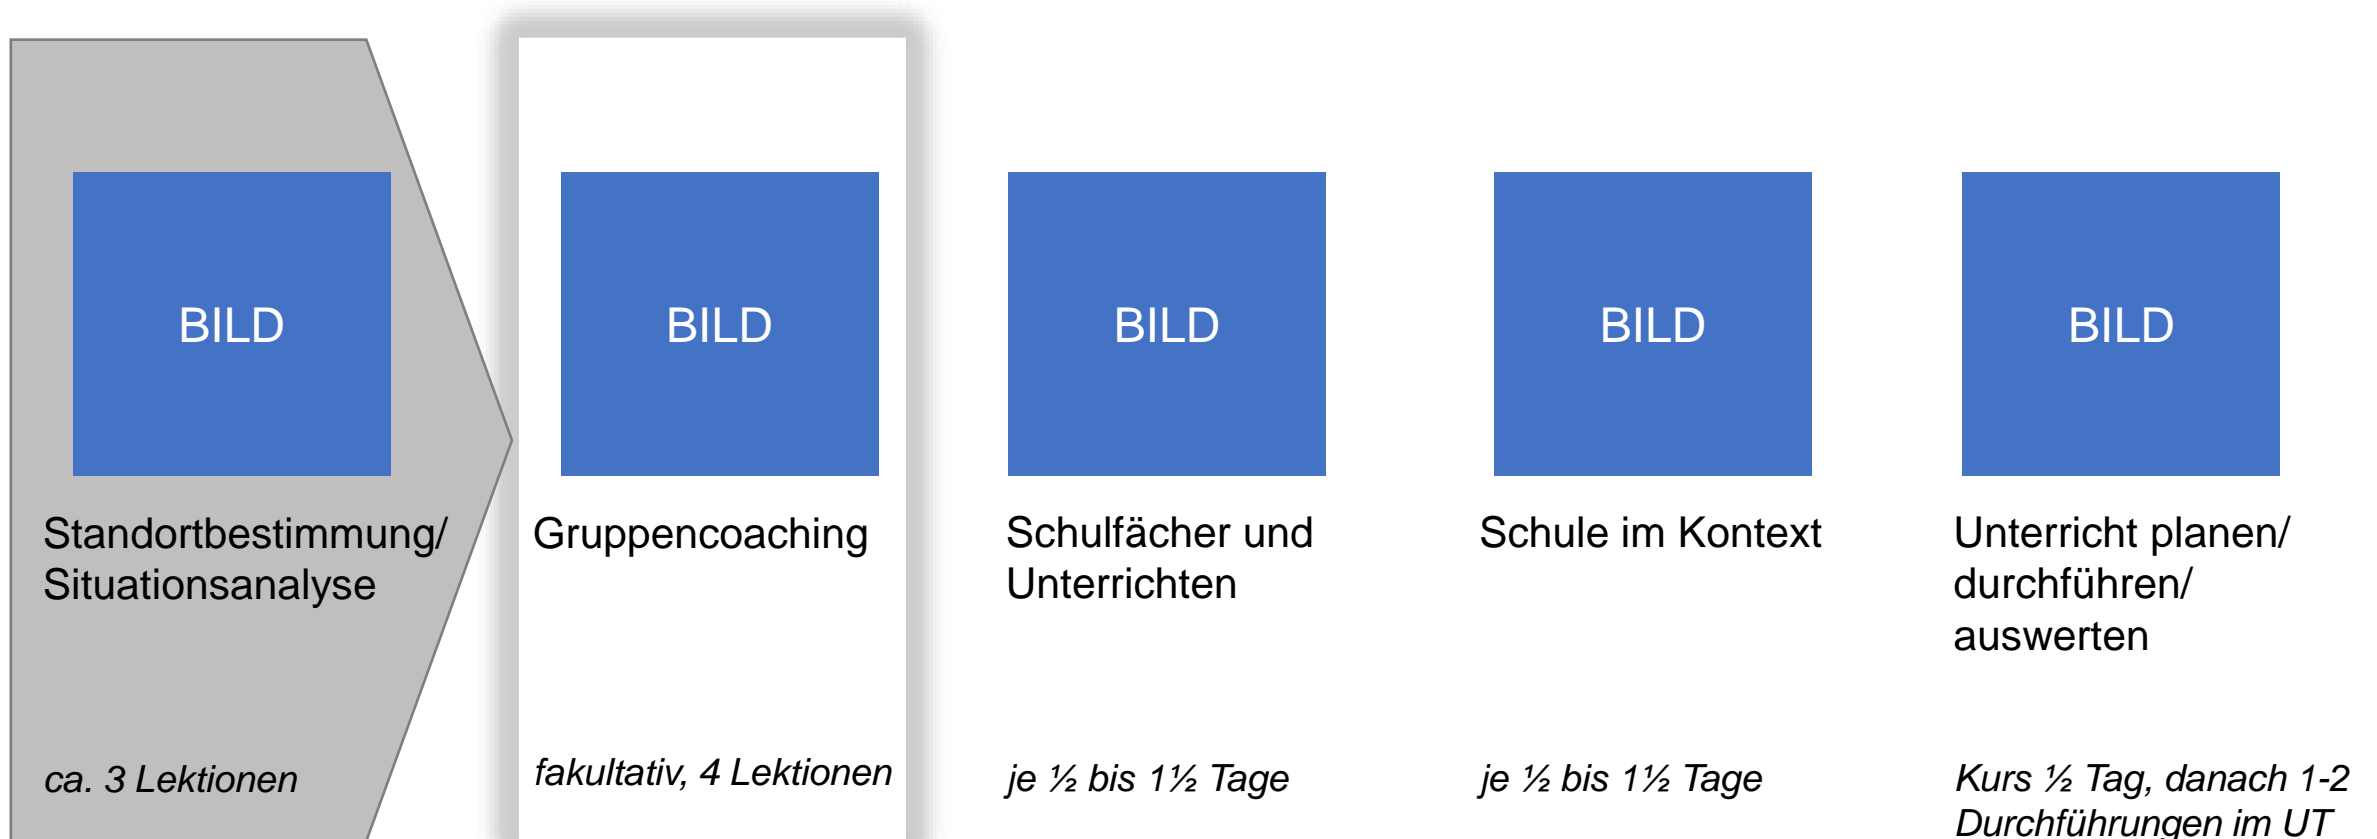 BILD
BILD
BILD
BILD
BILD
Standortbestimmung/
Situationsanalyse
Gruppencoaching
Schulfächer und
Unterrichten
Schule im Kontext
Unterricht planen/
durchführen/
auswerten
ca. 3 Lektionen
fakultativ, 4 Lektionen
je ½ bis 1½ Tage
je ½ bis 1½ Tage
Kurs ½ Tag, danach 1-2
Durchführungen im UT